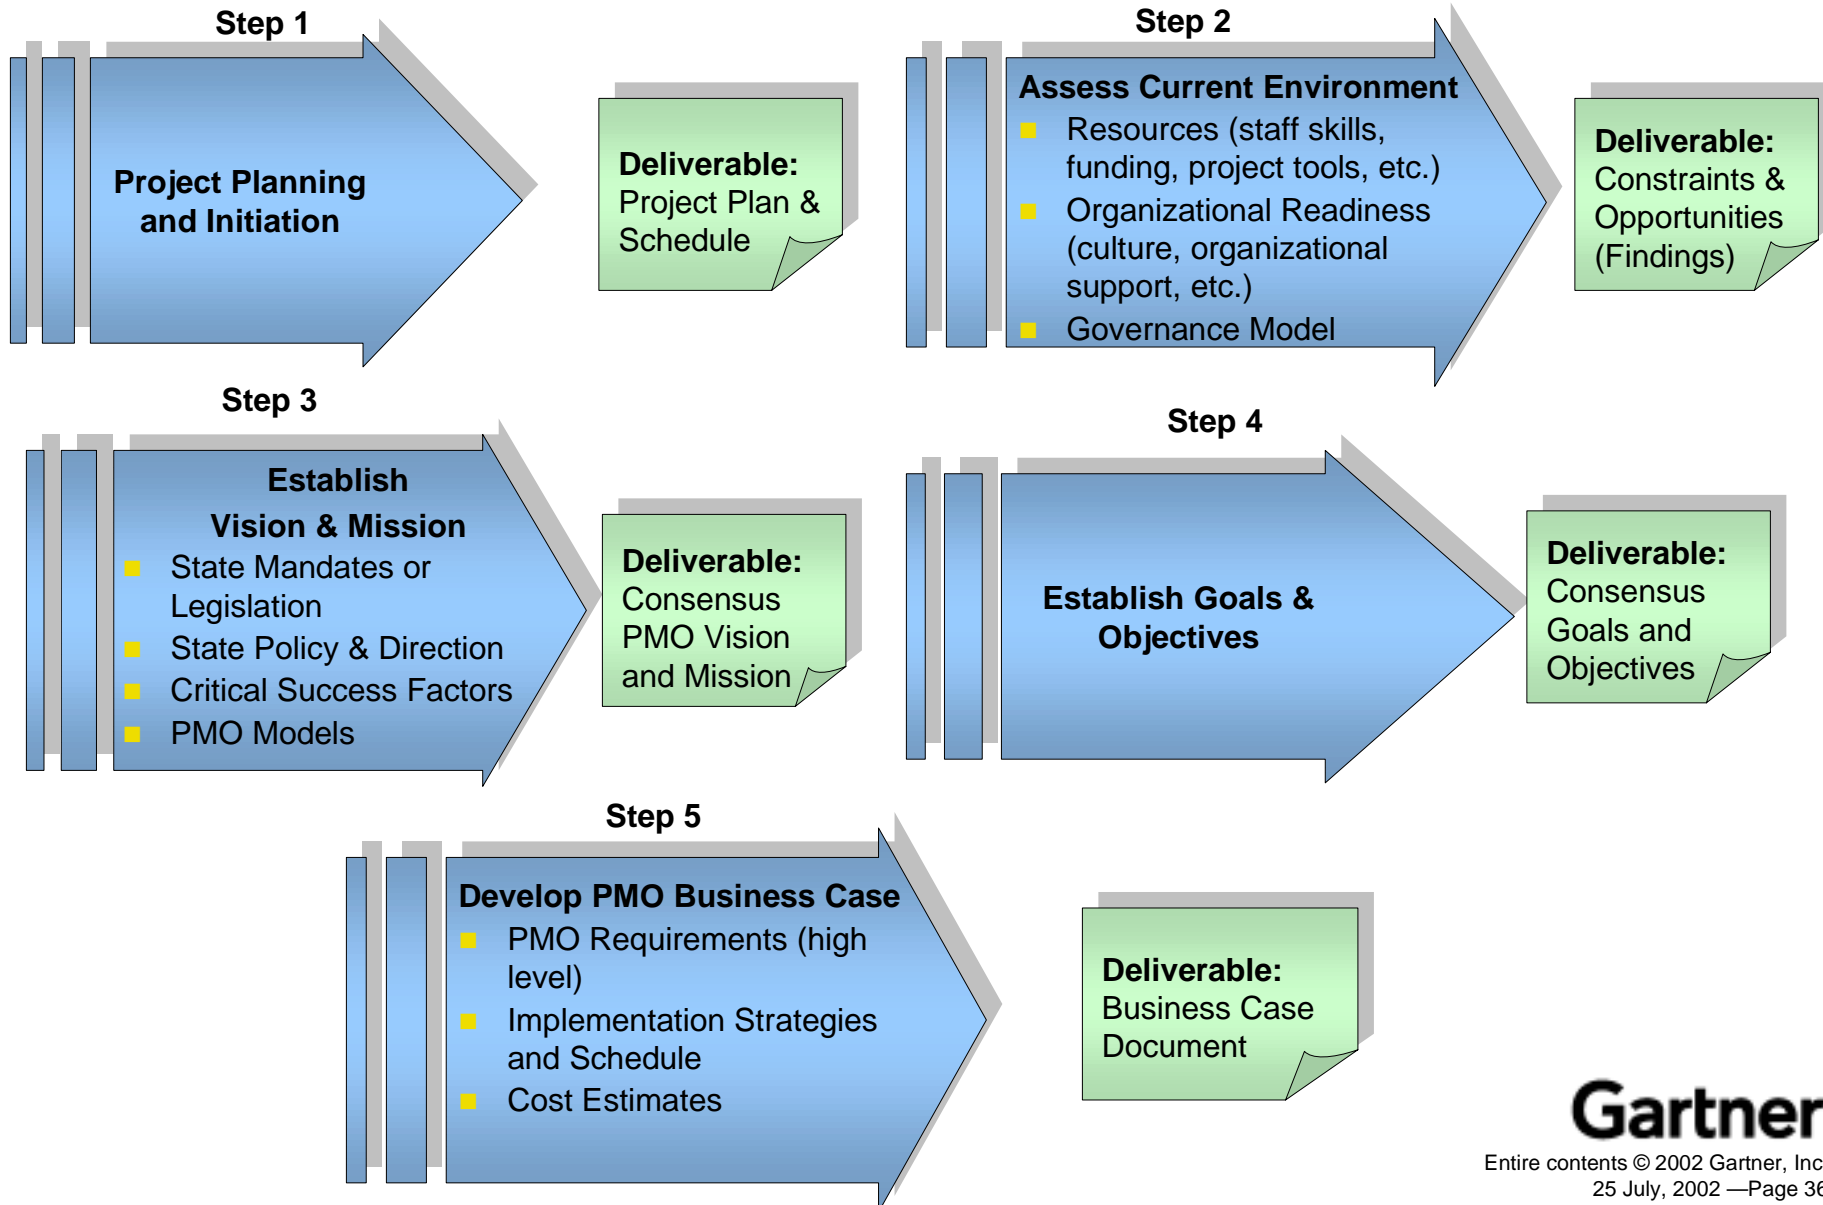 Step 1
Project Planning
and Initiation
Deliverable:
Project Plan &
Schedule
Step 2
Assess Current Environment
Resources (staff skills,
funding, project tools, etc.)
Organizational Readiness
(culture, organizational
support, etc.)
Governance Model
Deliverable:
Constraints &
Opportunities
(Findings)
Step 3
Establish
Vision & Mission
State Mandates or
Legislation
State Policy & Direction
Critical Success Factors
PMO Models
Deliverable:
Consensus
PMO Vision
and Mission
Step 4
Establish Goals &
Objectives
Deliverable:
Consensus
Goals and
Objectives
Step 5
Develop PMO Business Case
PMO Requirements (high
level)
Implementation Strategies
and Schedule
Cost Estimates
Deliverable:
Business Case
Document
Gartner
Entire contents © 2002 Gartner, Inc
25 July, 2002 —Page 36